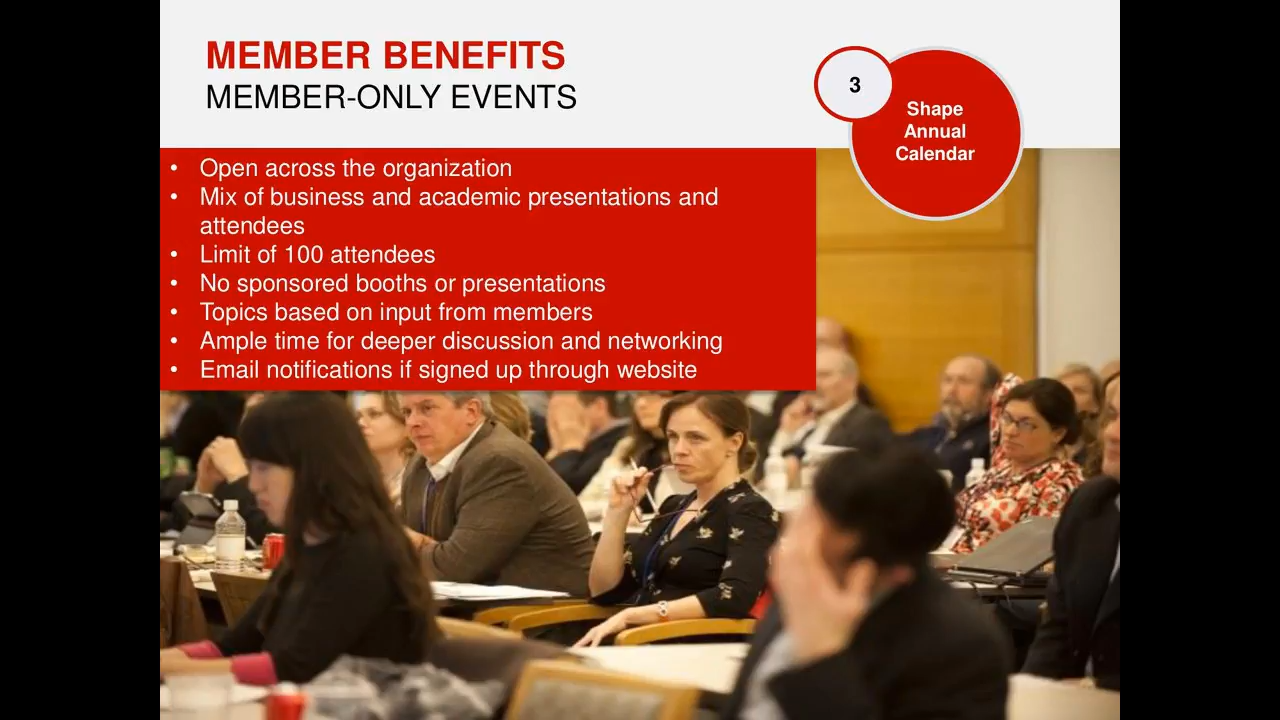 MEMBER BENEFITS
MEMBER-ONLY EVENTS
3
Shape
Annual
Calendar
• Open across the organization
• Mix of business and academic presentations and
attendees
• Limit of 100 attendees
• No sponsored booths or presentations
• Topics based on input from members
• Ample time for deeper discussion and networking
• Email notifications if signed up through website